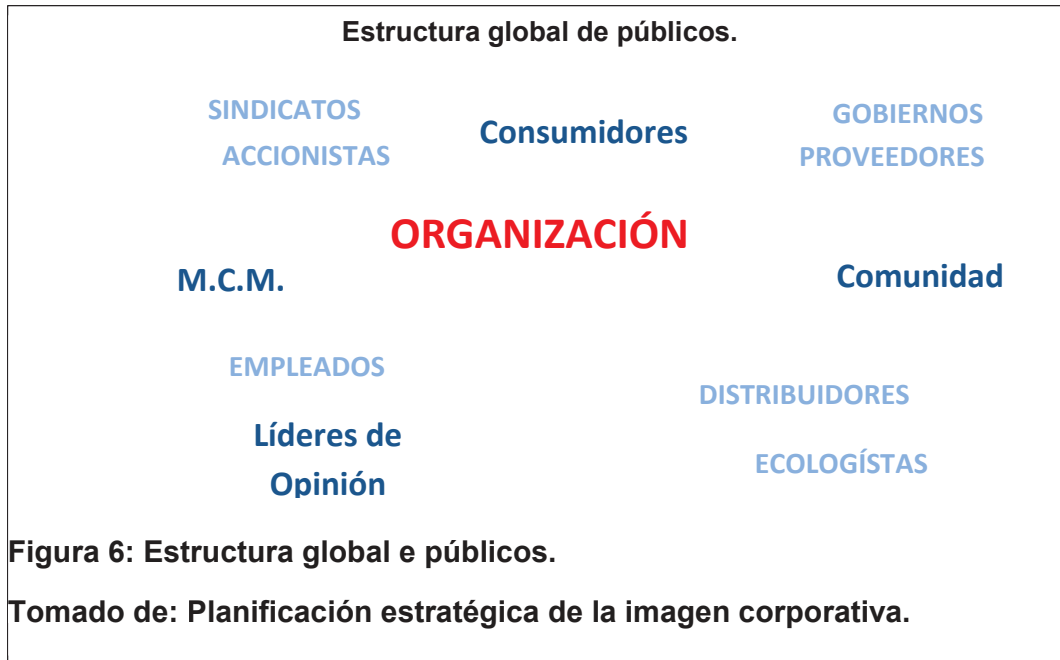 Estructura global de públicos.
SINDICATOS
ACCIONISTAS
Consumidores
GOBIERNOS
PROVEEDORES
ORGANIZACIÓN
M.C.M.
Comunidad
EMPLEADOS
DISTRIBUIDORES
Líderes de
Opinión
ECOLOGÍSTAS
Figura 6: Estructura global e públicos.
Tomado de: Planificación estratégica de la imagen corporativa.